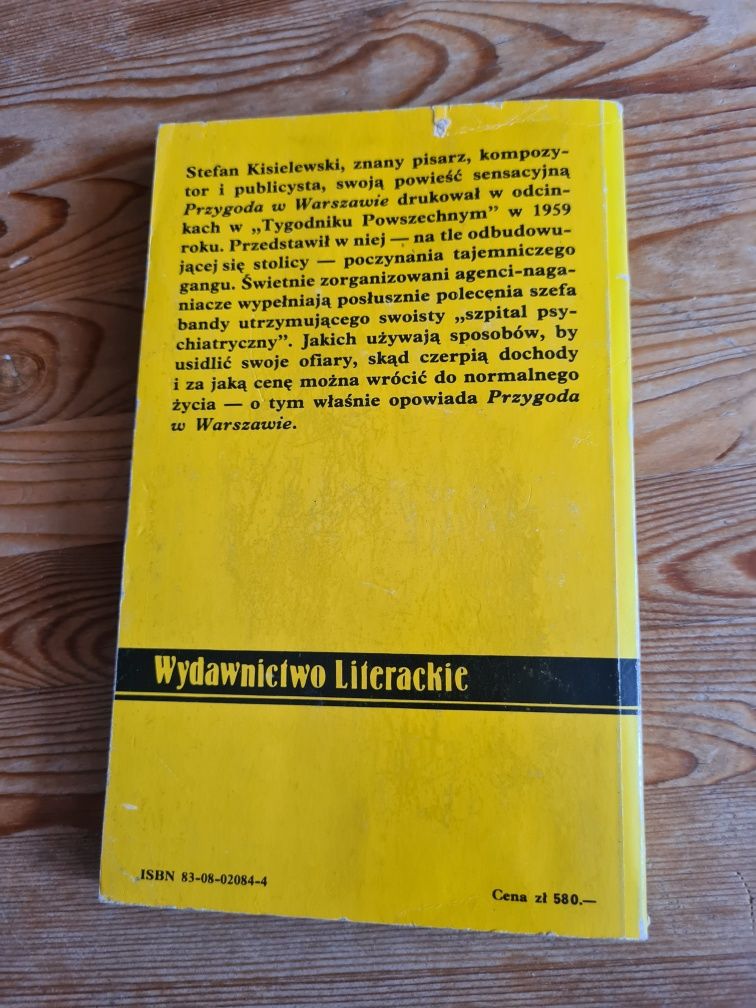 Stefan Kisielewski, znany pisarz, kompozy-
tor i publicysta, swoją powieść sensacyjną
Przygoda w Warszawie drukował w odcin-
kach w „Tygodniku Powszechnym” w 1959
roku. Przedstawił w niej — na tle odbudowu-
jącej się stolicy — poczynania tajemniczego
gangu. Świetnie zorganizowani agenci-naga-
niacze wypełniają posłusznie polecęnia szefa
bandy utrzymującego swoisty „szpital psy-
chiatryczny”. Jakich używają sposobów, by
usidlić swoje ofiary, skąd czerpią dochody
i za jaką cenę można wrócić do normalnego
życia — o tym właśnie opowiada Przygoda
w Warszawie.
Wydawnictwo Literackie
ISBN 83-08-02084-4
Cena zł 580.—